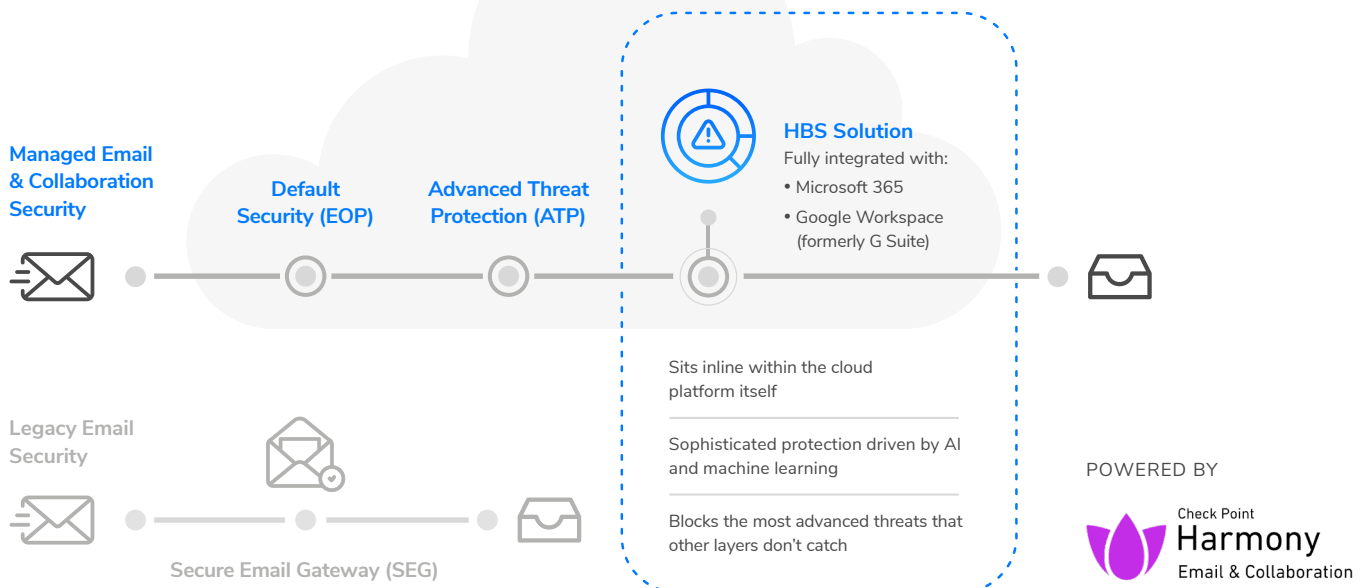 Managed Email
& Collaboration
Security
Default
Security (EOP)
Advanced Threat
Protection (ATP)
HBS Solution
Fully integrated with:
• Microsoft 365
• Google Workspace
(formerly G Suite)
Sits inline within the cloud
platform itself
Sophisticated protection driven by AI
and machine learning
Blocks the most advanced threats that
other layers don't catch
Legacy Email
Security
Secure Email Gateway (SEG)
POWERED BY
Check Point
Harmony
Email & Collaboration